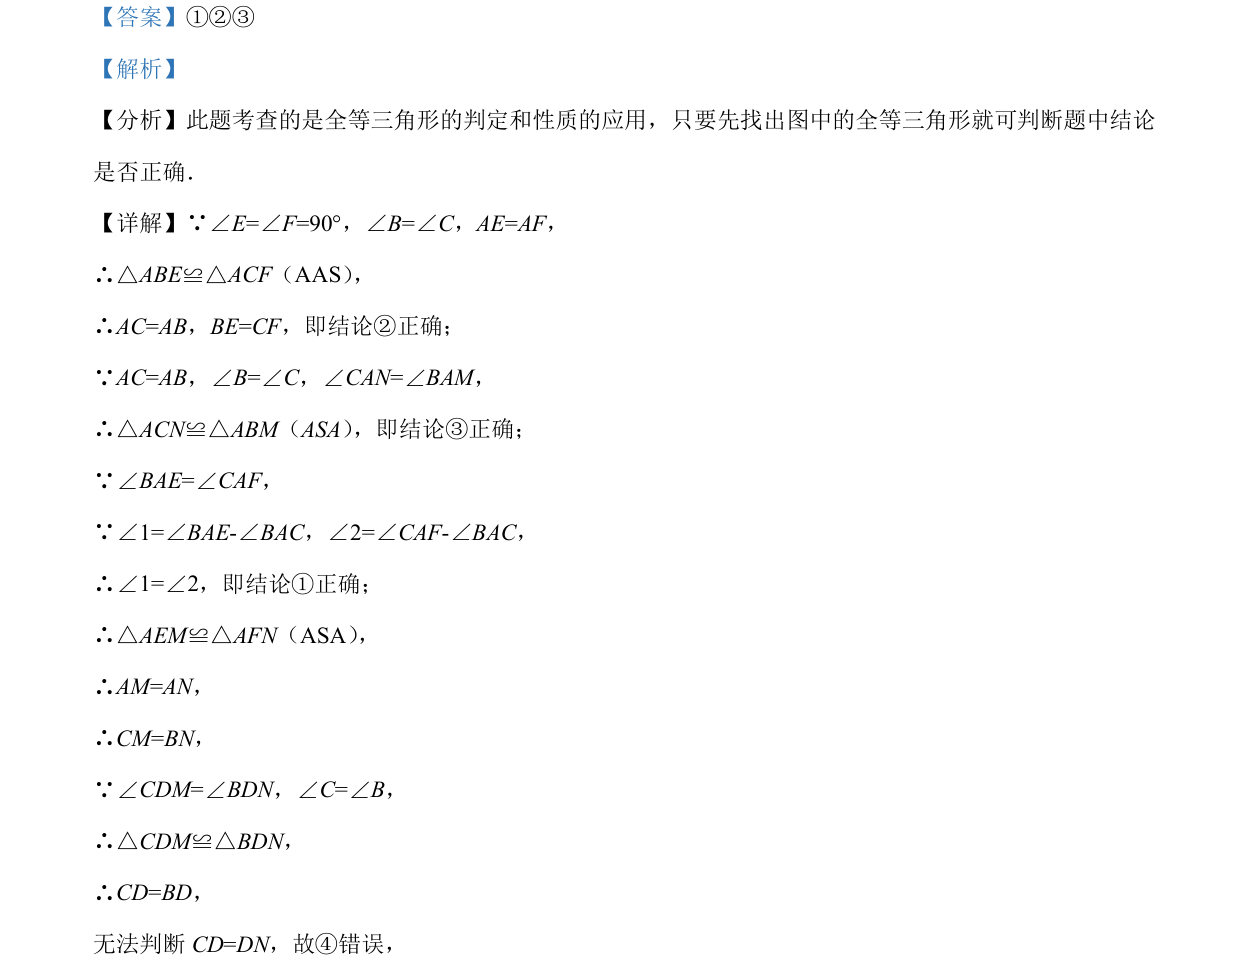 【答案】①②③
【解析】
【分析】此题考查的是全等三角形的判定和性质的应用，只要先找出图中的全等三角形就可判断题中结论
是否正确．
【详解】∵∠E=∠F=90°，∠B=∠C，AE=AF，
∴△ABE≌△ACF（AAS），
∴AC=AB，BE=CF，即结论②正确；
∵AC=AB，∠B=∠C，∠CAN=∠BAM，
∴△ACN≌△ABM（ASA），即结论③正确；
∵∠BAE=∠CAF，
∵∠1=∠BAE-∠BAC，∠2=∠CAF-∠BAC，
∴∠1=∠2，即结论①正确；
∴△AEM≌△AFN（ASA），
∴AM=AN，
∴CM=BN，
∵∠CDM=∠BDN，∠C=∠B，
∴△CDM≌△BDN，
∴CD=BD，
无法判断 CD=DN，故④错误，